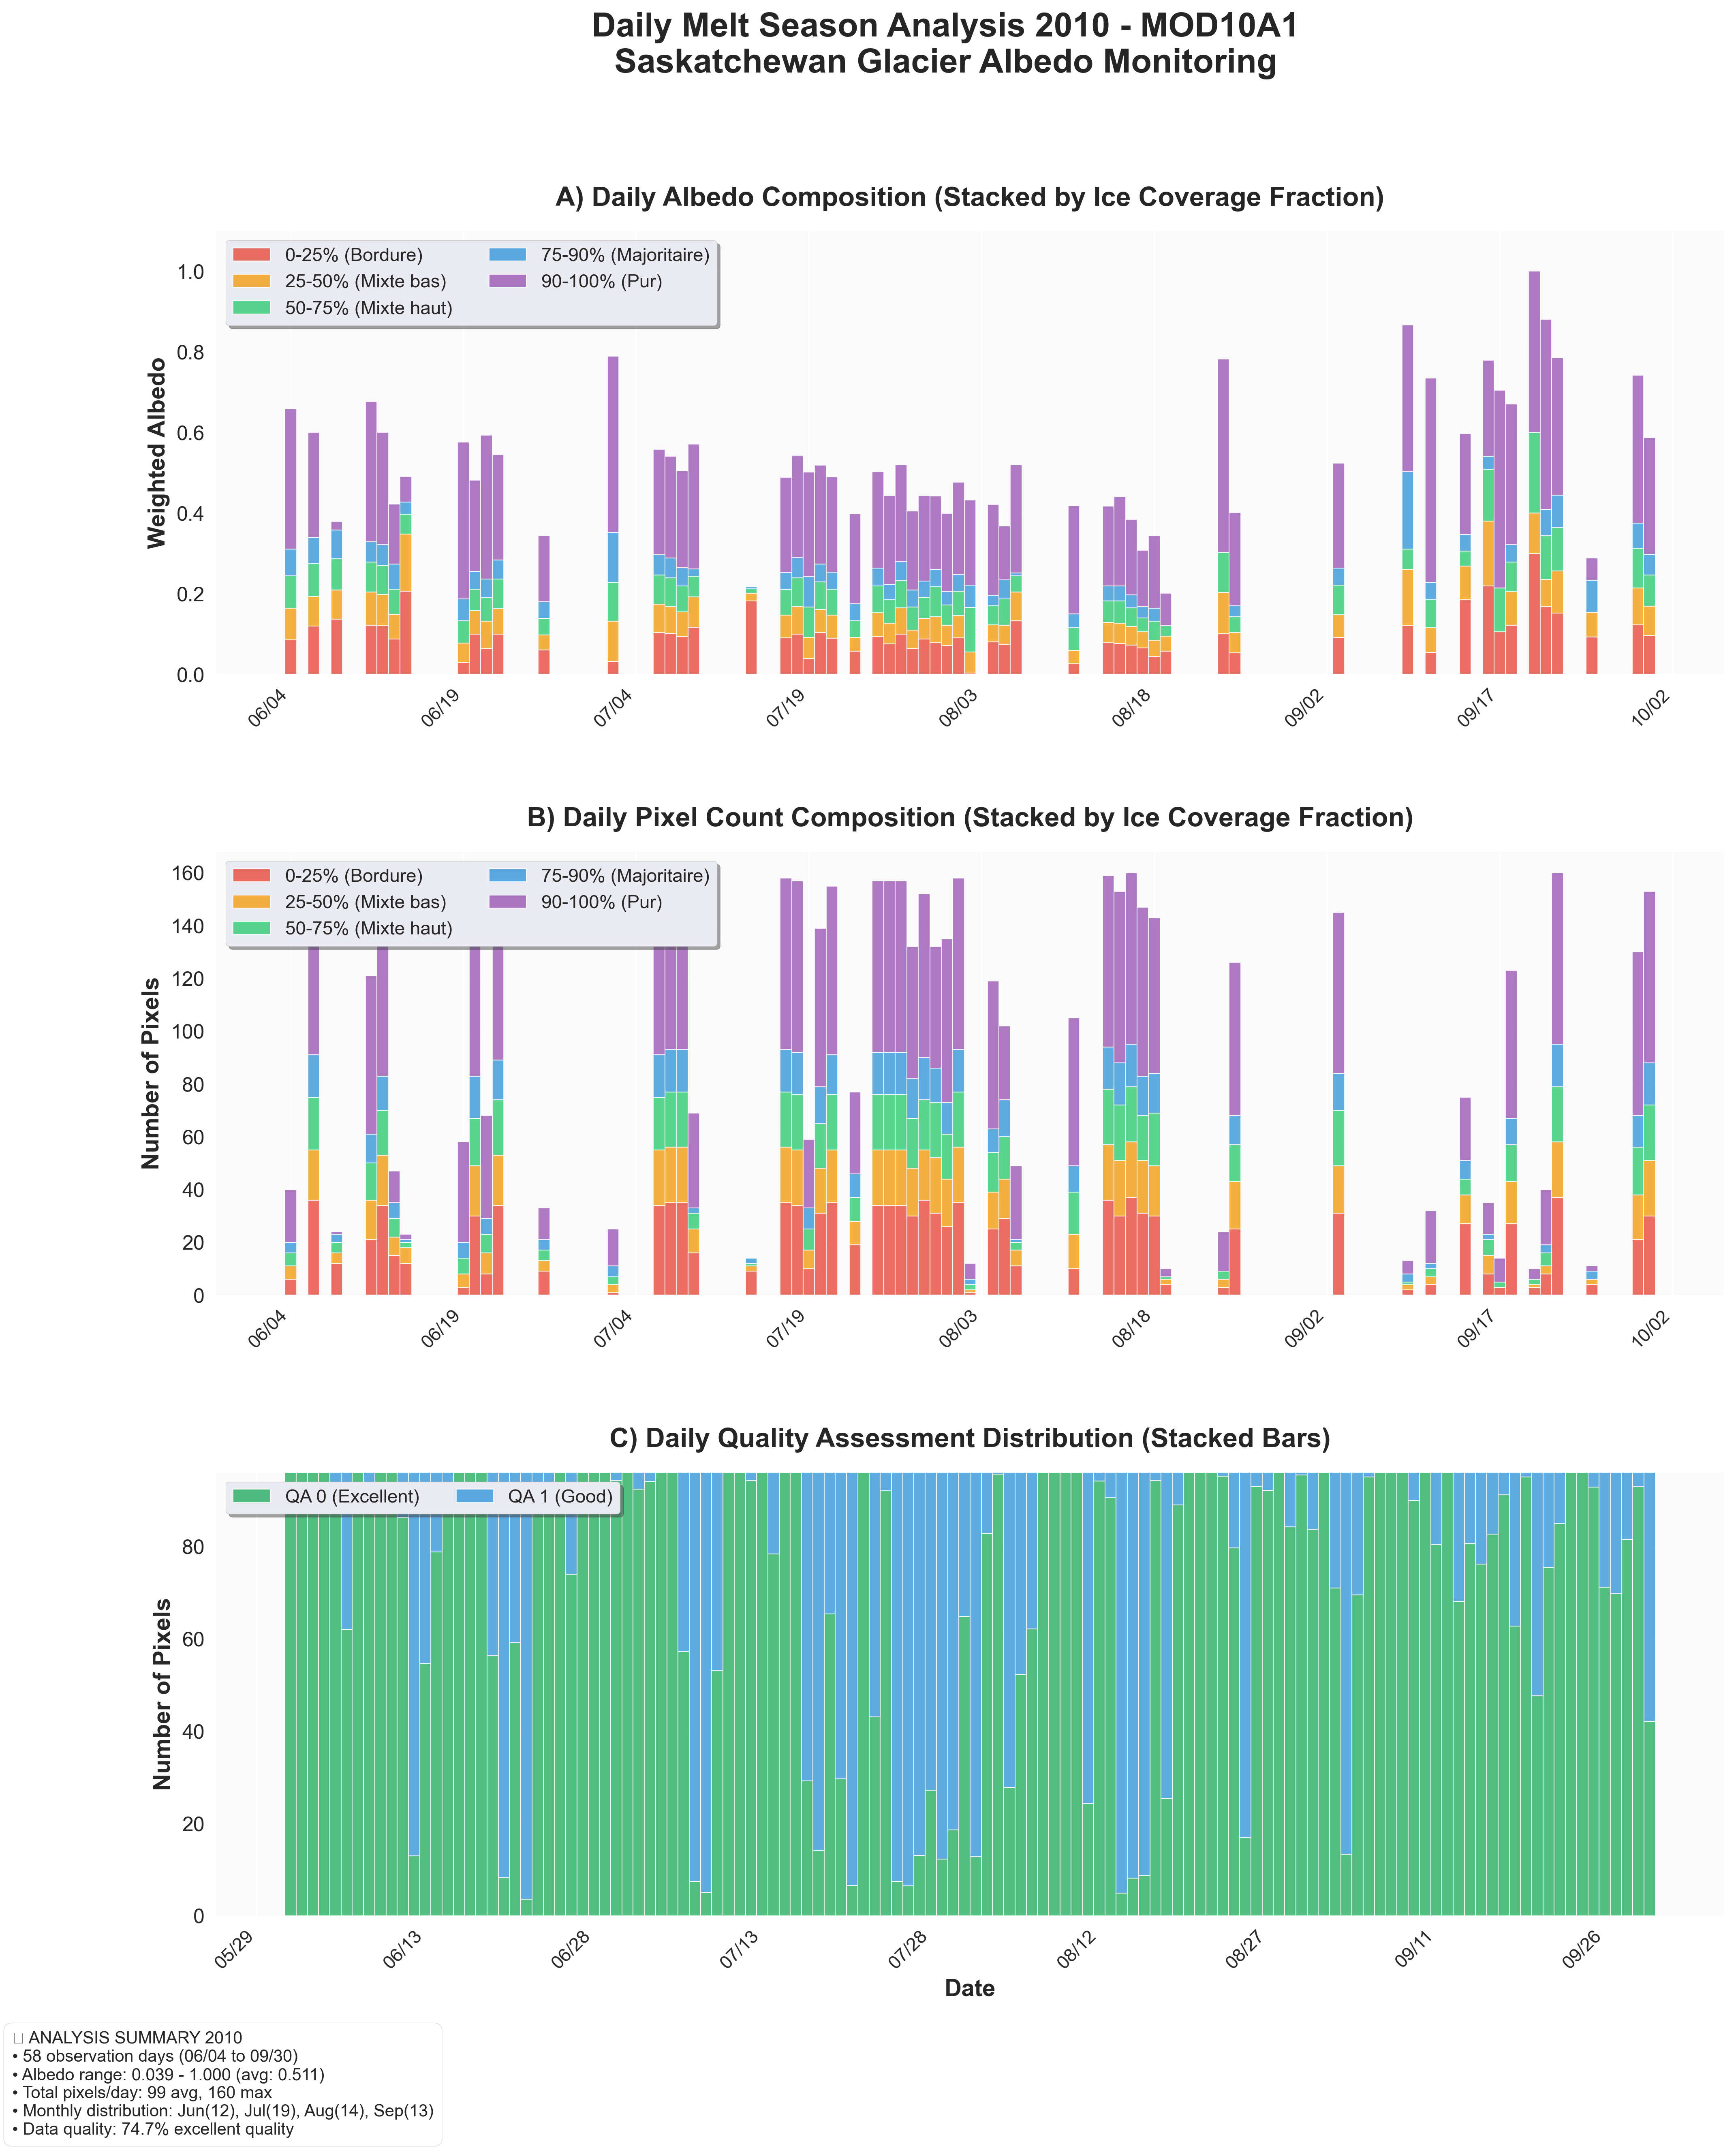 Daily Melt Season Analysis 2010 - MOD10A1
Saskatchewan Glacier Albedo Monitoring
A) Daily Albedo Composition (Stacked by Ice Coverage Fraction)
0-25% (Bordure)
25-50% (Mixte bas)
50-75% (Mixte haut)
75-90% (Majoritaire)
90-100% (Pur)
Weighted Albedo
1.0
0.8
0.6
0.4
0.2
0.0
06/04
06/19
07/04
07/19
08/03
08/18
09/02
09/17
10/02
B) Daily Pixel Count Composition (Stacked by Ice Coverage Fraction)
0-25% (Bordure)
25-50% (Mixte bas)
50-75% (Mixte haut)
75-90% (Majoritaire)
90-100% (Pur)
Number of Pixels
160
140
120
100
80
60
40
20
0
06/04
06/19
07/04
07/19
08/03
08/18
09/02
09/17
10/02
C) Daily Quality Assessment Distribution (Stacked Bars)
QA 0 (Excellent)
QA 1 (Good)
Number of Pixels
80
60
40
20
0
05/29
06/13
06/28
07/13
07/28
08/12
08/27
09/11
09/26
Date
ANALYSIS SUMMARY 2010
• 58 observation days (06/04 to 09/30)
• Albedo range: 0.039 - 1.000 (avg: 0.511)
• Total pixels/day: 99 avg, 160 max
• Monthly distribution: Jun(12), Jul(19), Aug(14), Sep(13)
• Data quality: 74.7% excellent quality